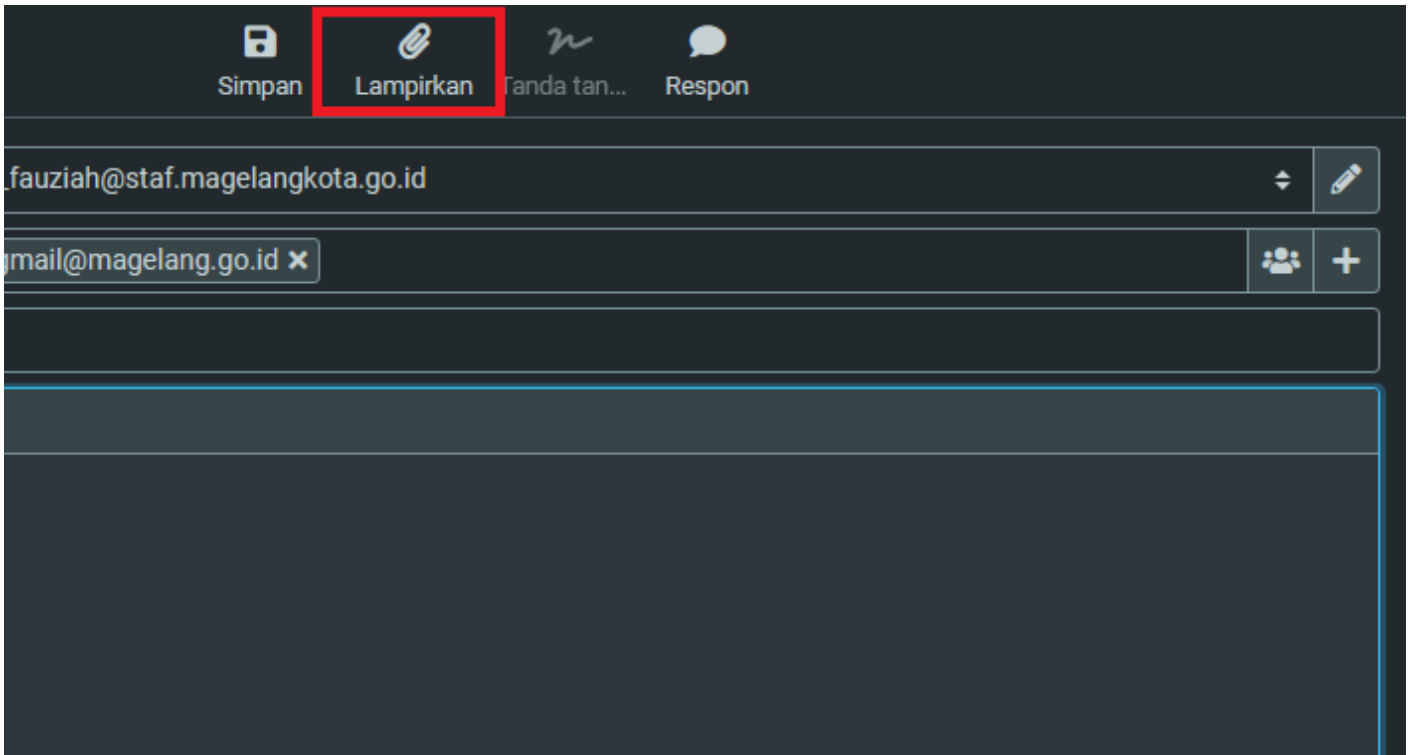 Simpan Lampirkan Tanda tan... Respon
_fauziah@staf.magelangkota.go.id
gmail@magelang.go.id